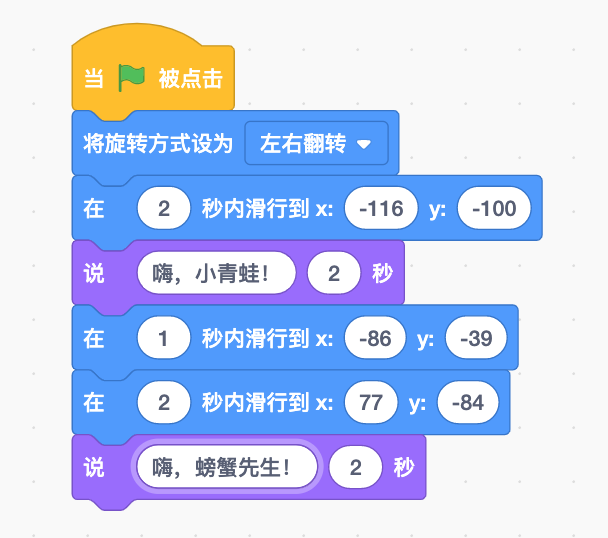 当 被点击
将旋转方式设为 左右翻转
在 2 秒内滑行到 x: -116 y: -100
说 嗨，小青蛙！ 2 秒
在 1 秒内滑行到 x: -86 y: -39
在 2 秒内滑行到 x: 77 y: -84
说 嗨，螃蟹先生！ 2 秒